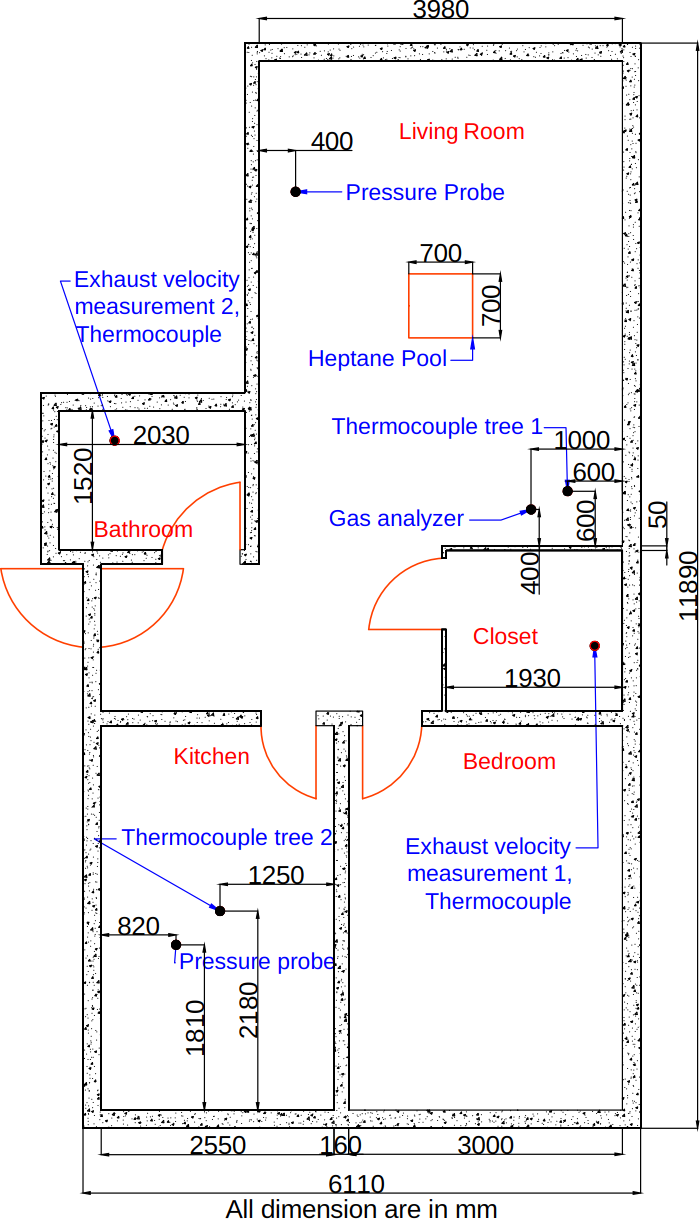 3980
Living Room
400
Pressure Probe
700
700
Exhaust velocity
measurement 2,
Thermocouple
Heptane Pool
Thermocouple tree 1
2030
1000
600
1520
600
50
Gas analyzer
Bathroom
400
11890
Closet
1930
Kitchen
Bedroom
Thermocouple tree 2
Exhaust velocity
measurement 1,
Thermocouple
1250
820
Pressure probe
1810
2180
2550
160
3000
6110
All dimension are in mm